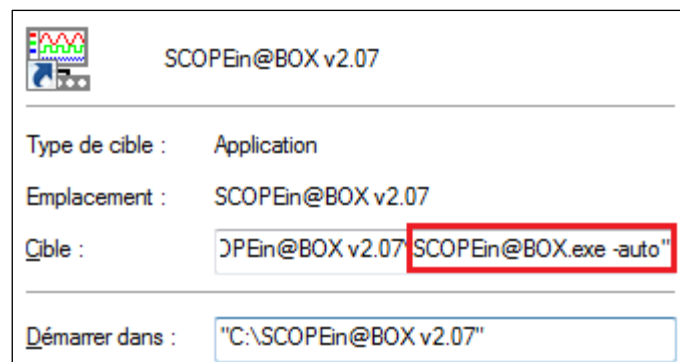 SCOPEin@BOX v2.07
Type de cible : Application
Emplacement : SCOPEin@BOX v2.07
Cible : OPEin@BOX v2.07\SCOPEin@BOX.exe -auto"
Démarrer dans : "C:\SCOPEin@BOX v2.07"